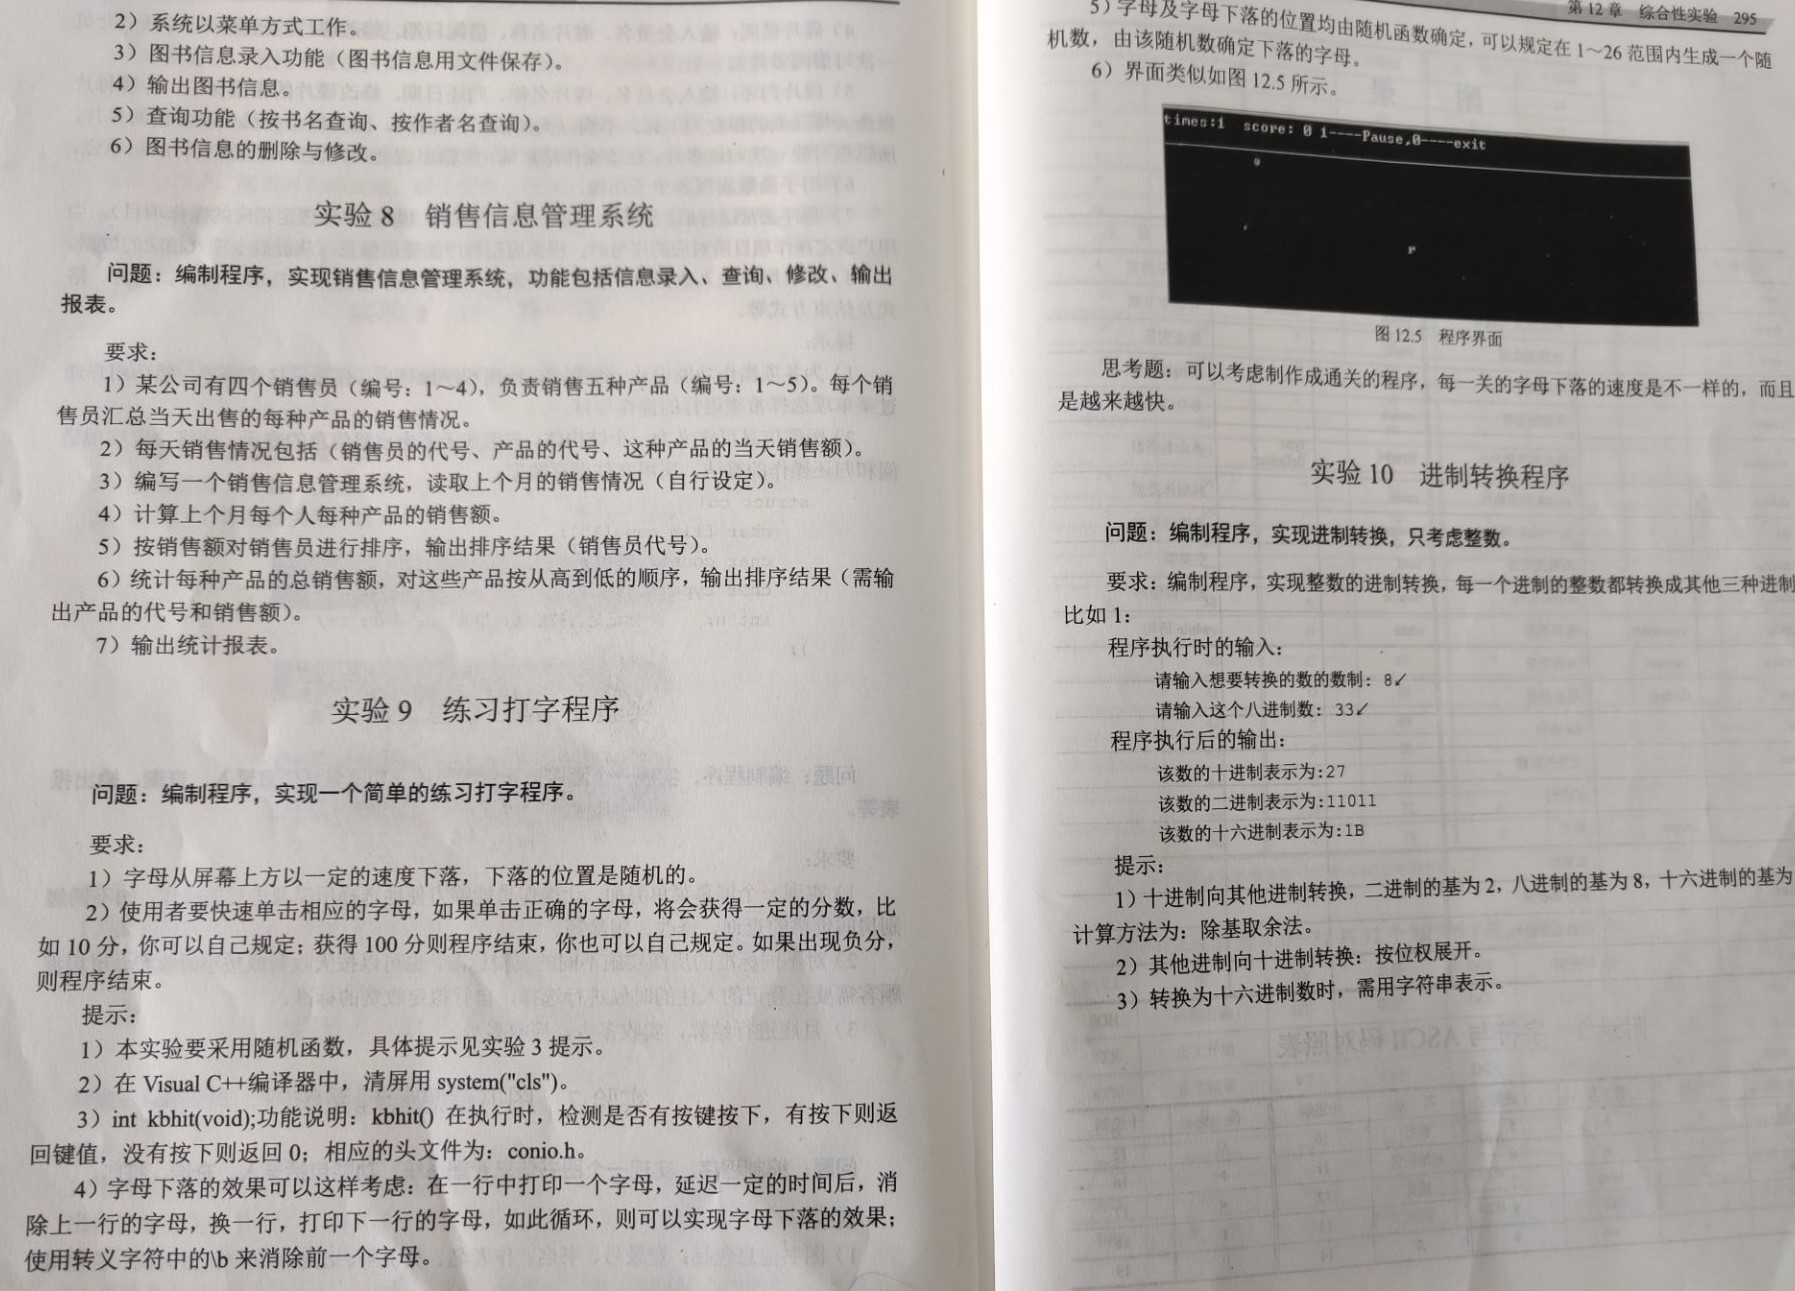 2）系统以菜单方式工作。
3）图书信息录入功能（图书信息用文件保存）。
4）输出图书信息。
5）查询功能（按书名查询、按作者名查询）。
6）图书信息的删除与修改。
实验 8 销售信息管理系统
问题：编制程序，实现销售信息管理系统，功能包括信息录入、查询、修改、输出
报表。
要求：
1）某公司有四个销售员（编号：1～4），负责销售五种产品（编号：1～5）。每个销
售员汇总当天出售的每种产品的销售情况。
2）每天销售情况包括（销售员的代号、产品的代号、这种产品的当天销售额）。
3）编写一个销售信息管理系统，读取上个月的销售情况（自行设定）。
4）计算上个月每个人每种产品的销售额。
5）按销售额对销售员进行排序，输出排序结果（销售员代号）。
6）统计每种产品的总销售额，对这些产品按从高到低的顺序，输出排序结果（需输
出产品的代号和销售额）。
7）输出统计报表。
实验 9 练习打字程序
问题：编制程序，实现一个简单的练习打字程序。
要求：
1）字母从屏幕上方以一定的速度下落，下落的位置是随机的。
2）使用者要快速单击相应的字母，如果单击正确的字母，将会获得一定的分数，比
如 10 分，你可以自己规定；获得 100 分则程序结束，你也可以自己规定。如果出现负分，
则程序结束。
提示：
1）本实验要采用随机函数，具体提示见实验 3 提示。
2）在 Visual C++编译器中，清屏用 system("cls")。
3）int kbhit(void);功能说明：kbhit() 在执行时，检测是否有按键按下，有按下则返
回键值，没有按下则返回 0；相应的头文件为：conio.h。
4）字母下落的效果可以这样考虑：在一行中打印一个字母，延迟一定的时间后，消
除上一行的字母，换一行，打印下一行的字母，如此循环，则可以实现字母下落的效果；
使用转义字符中的\b 来消除前一个字母。
第 12 章 综合性实验 295
5）字母及字母下落的位置均由随机函数确定，可以规定在 1～26 范围内生成一个随
机数，由该随机数确定下落的字母。
6）界面类似如图 12.5 所示。
times:1 score: 0 1----Pause,0----exit
r
图 12.5 程序界面
思考题：可以考虑制作成通关的程序，每一关的字母下落的速度是不一样的，而且
是越来越快。
实验 10 进制转换程序
问题：编制程序，实现进制转换，只考虑整数。
要求：编制程序，实现整数的进制转换，每一个进制的整数都转换成其他三种进制
比如 1：
程序执行时的输入：
请输入想要转换的数的数制：8↙
请输入这个八进制数：33↙
程序执行后的输出：
该数的十进制表示为:27
该数的二进制表示为:11011
该数的十六进制表示为:1B
提示：
1）十进制向其他进制转换，二进制的基为 2，八进制的基为 8，十六进制的基为
计算方法为：除基取余法。
2）其他进制向十进制转换：按位权展开。
3）转换为十六进制数时，需用字符串表示。